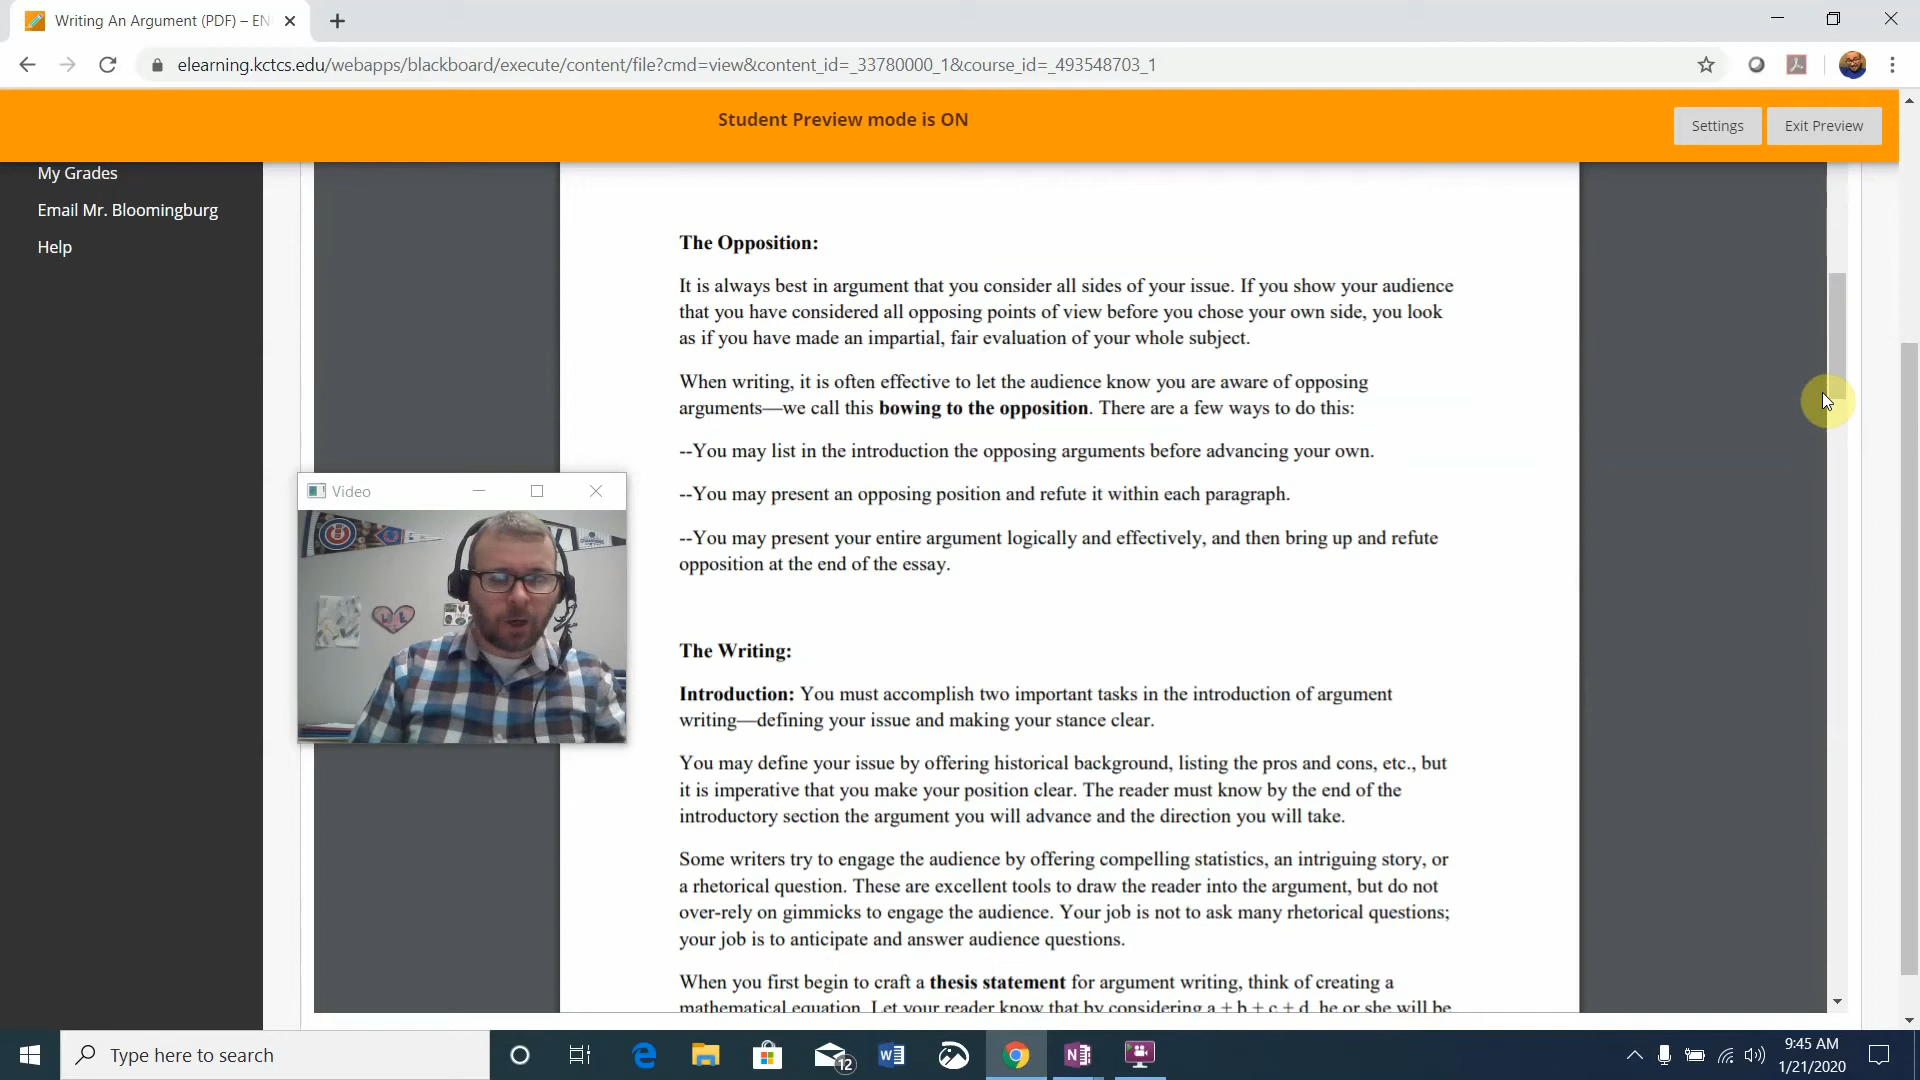 Writing An Argument (PDF) – EN
elearning.kctcs.edu/webapps/blackboard/execute/content/file?cmd=view&content_id=_33780000_1&course_id=_493548703_1
Student Preview mode is ON
Settings
Exit Preview
My Grades
Email Mr. Bloomingburg
Help
The Opposition:
It is always best in argument that you consider all sides of your issue. If you show your audience
that you have considered all opposing points of view before you chose your own side, you look
as if you have made an impartial, fair evaluation of your whole subject.
When writing, it is often effective to let the audience know you are aware of opposing
arguments—we call this bowing to the opposition. There are a few ways to do this:
--You may list in the introduction the opposing arguments before advancing your own.
--You may present an opposing position and refute it within each paragraph.
--You may present your entire argument logically and effectively, and then bring up and refute
opposition at the end of the essay.
Video
The Writing:
Introduction: You must accomplish two important tasks in the introduction of argument
writing—defining your issue and making your stance clear.
You may define your issue by offering historical background, listing the pros and cons, etc., but
it is imperative that you make your position clear. The reader must know by the end of the
introductory section the argument you will advance and the direction you will take.
Some writers try to engage the audience by offering compelling statistics, an intriguing story, or
a rhetorical question. These are excellent tools to draw the reader into the argument, but do not
over-rely on gimmicks to engage the audience. Your job is not to ask many rhetorical questions;
your job is to anticipate and answer audience questions.
When you first begin to craft a thesis statement for argument writing, think of creating a
mathematical equation. Let your reader know that by considering a + b + c + d, he or she will be
Type here to search
12
9:45 AM
1/21/2020